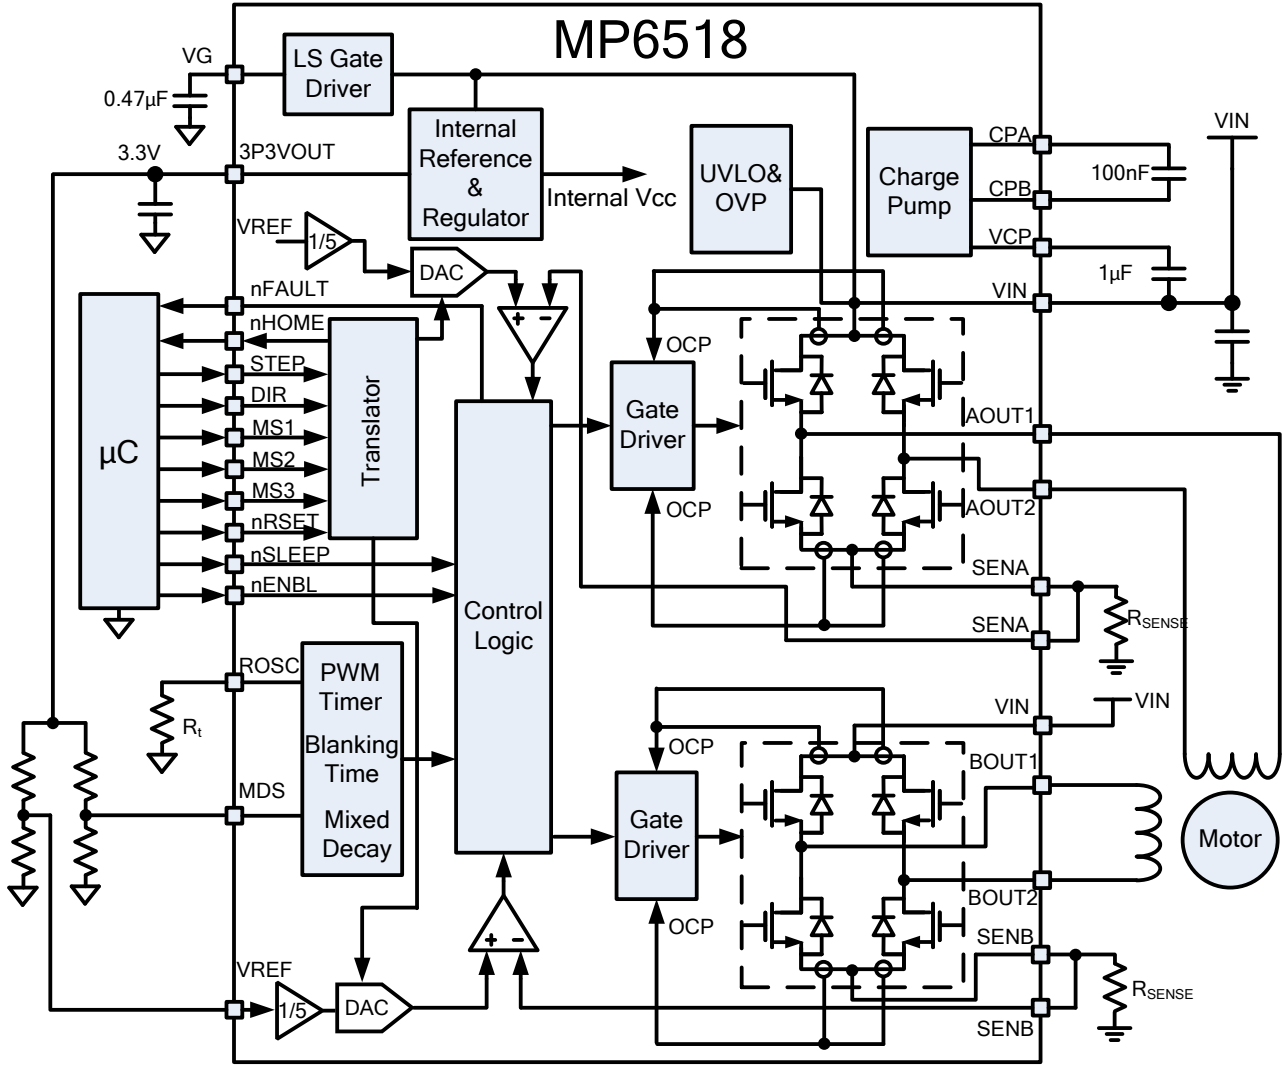 MP6518
VG
LS Gate
Driver
0.47µF
3.3V
3P3VOUT
Internal
Reference
&
Regulator
Internal Vcc
UVLO&
OVP
Charge
Pump
CPA
CPB
VCP
100nF
1µF
VIN
VIN
VREF
1/5
DAC
+ −
nFAULT
nHOME
STEP
DIR
MS1
MS2
MS3
nRSET
nSLEEP
nENBL
µC
Translator
Control
Logic
OCP
Gate
Driver
OCP
AOUT1
AOUT2
SENA
SENA
RSENSE
ROSC
Rt
MDS
PWM
Timer
Blanking
Time
Mixed
Decay
VIN
VIN
OCP
Gate
Driver
OCP
BOUT1
BOUT2
Motor
SENB
SENB
RSENSE
VREF
1/5
DAC
+ −